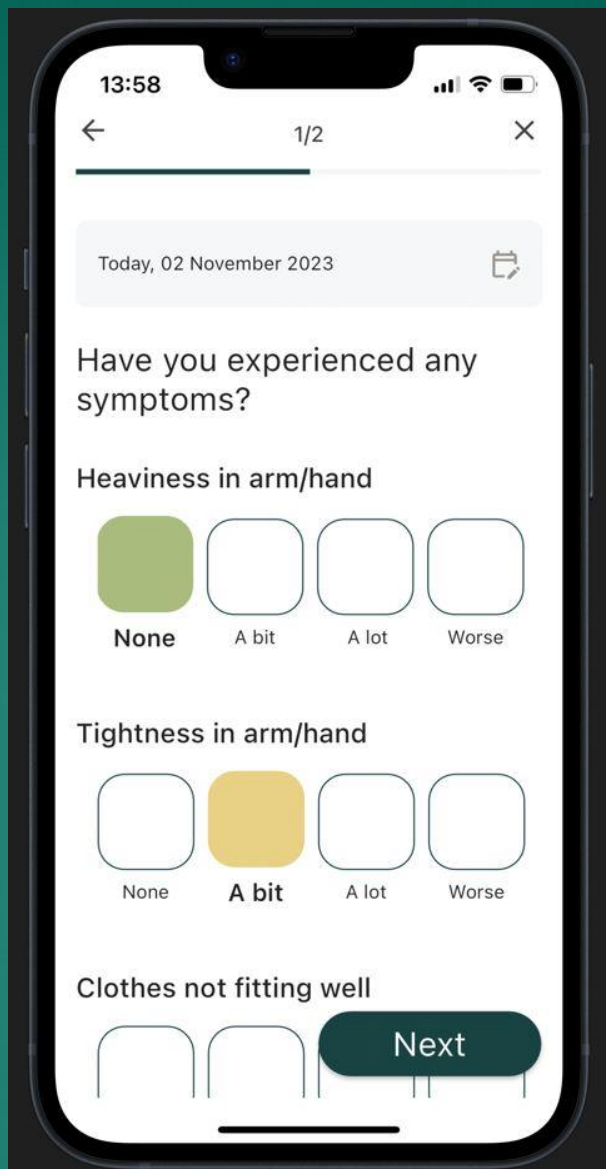 13:58
1/2
Today, 02 November 2023
Have you experienced any
symptoms?
Heaviness in arm/hand
None A bit A lot Worse
Tightness in arm/hand
None A bit A lot Worse
Clothes not fitting well
Next